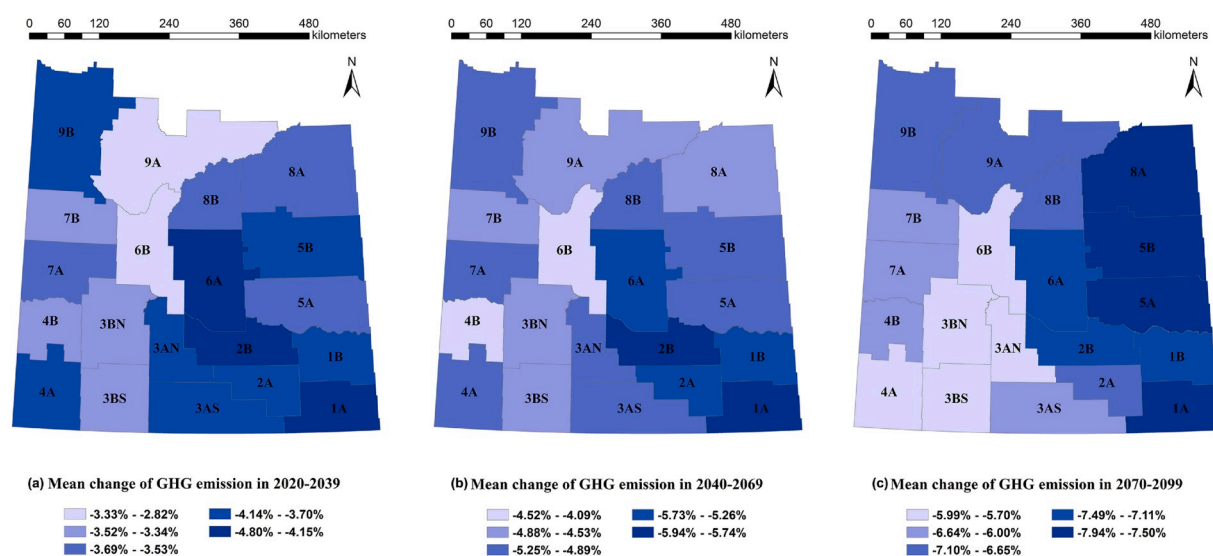 0 60 120 240 360 480
kilometers
N
9B
9A
8A
8B
7B
6B
5B
7A
6A
5A
4B
3BN
3AN
2B
1B
4A
3BS
2A
3AS
1A
(a) Mean change of GHG emission in 2020-2039
-3.33% - -2.82%
-3.52% - -3.34%
-3.69% - -3.53%
-4.14% - -3.70%
-4.80% - -4.15%
0 60 120 240 360 480
kilometers
N
9B
9A
8A
8B
7B
6B
5B
7A
6A
5A
4B
3BN
3AN
2B
1B
4A
3BS
2A
3AS
1A
(b) Mean change of GHG emission in 2040-2069
-4.52% - -4.09%
-4.88% - -4.53%
-5.25% - -4.89%
-5.73% - -5.26%
-5.94% - -5.74%
0 60 120 240 360 480
kilometers
N
9B
9A
8A
8B
7B
6B
5B
7A
6A
5A
4B
3BN
3AN
2B
1B
4A
3BS
2A
3AS
1A
(c) Mean change of GHG emission in 2070-2099
-5.99% - -5.70%
-6.64% - -6.00%
-7.10% - -6.65%
-7.49% - -7.11%
-7.94% - -7.50%